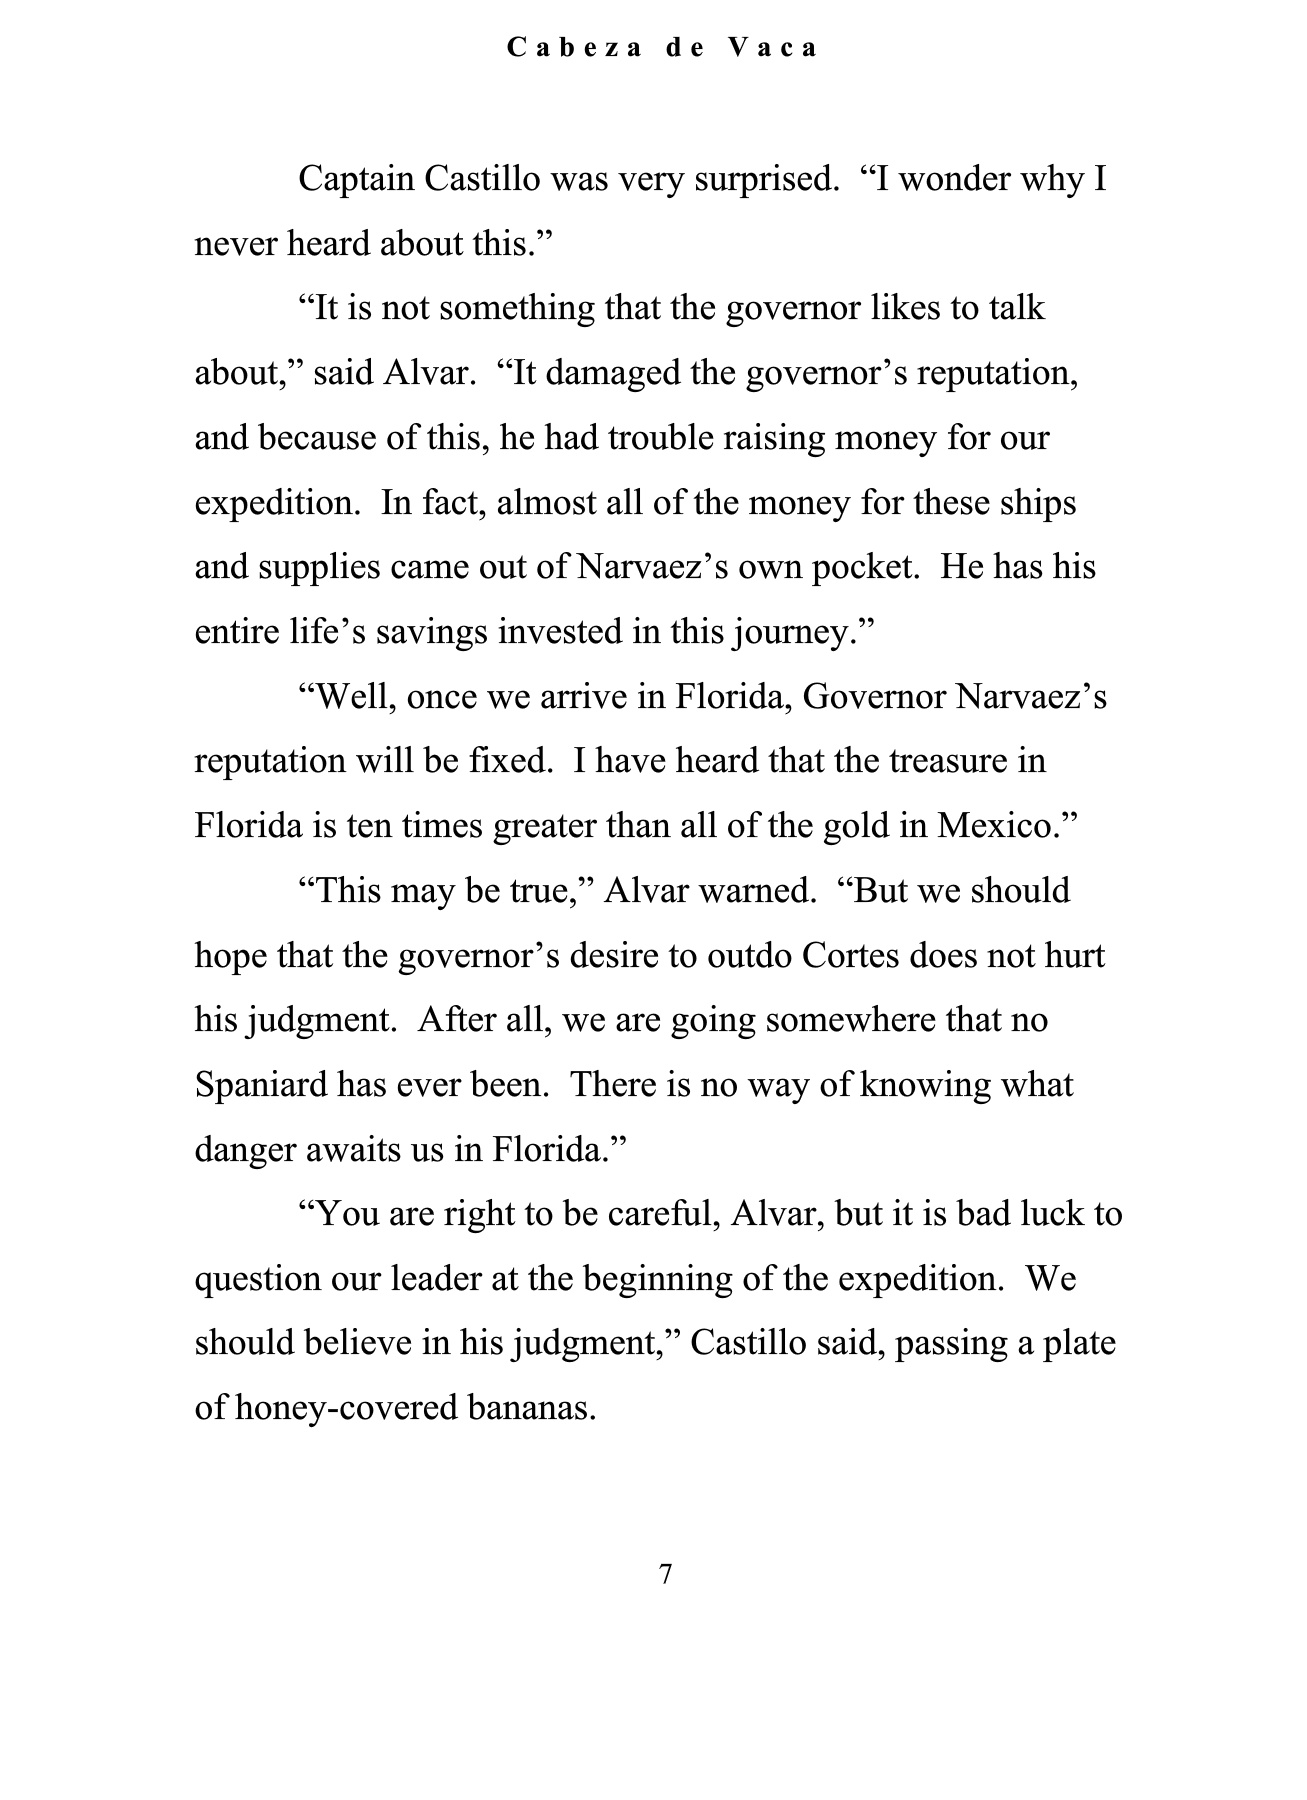 Cabeza de Vaca
Captain Castillo was very surprised.  “I wonder why I
never heard about this.”
“It is not something that the governor likes to talk
about,” said Alvar.  “It damaged the governor’s reputation,
and because of this, he had trouble raising money for our
expedition.  In fact, almost all of the money for these ships
and supplies came out of Narvaez’s own pocket.  He has his
entire life’s savings invested in this journey.”
“Well, once we arrive in Florida, Governor Narvaez’s
reputation will be fixed.  I have heard that the treasure in
Florida is ten times greater than all of the gold in Mexico.”
“This may be true,” Alvar warned.  “But we should
hope that the governor’s desire to outdo Cortes does not hurt
his judgment.  After all, we are going somewhere that no
Spaniard has ever been.  There is no way of knowing what
danger awaits us in Florida.”
“You are right to be careful, Alvar, but it is bad luck to
question our leader at the beginning of the expedition.  We
should believe in his judgment,” Castillo said, passing a plate
of honey-covered bananas.
7